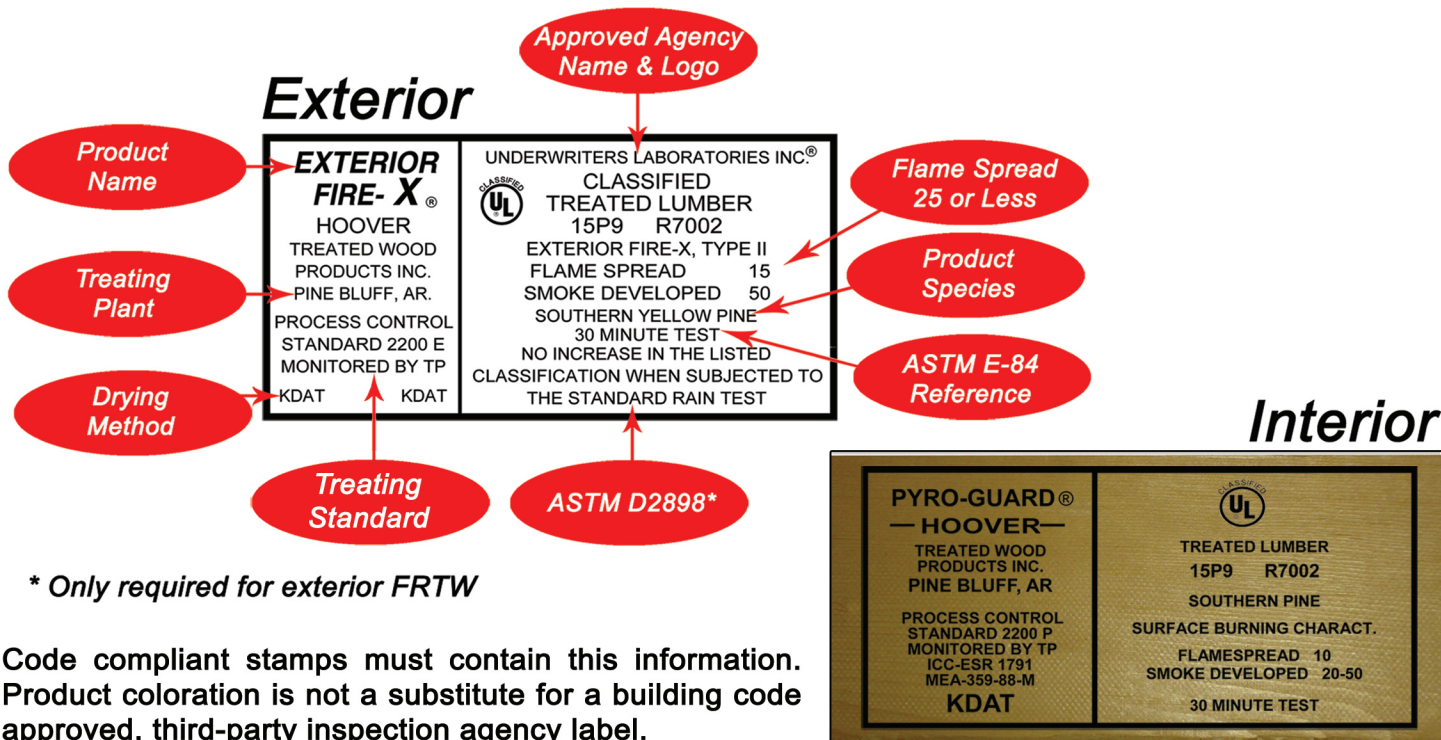 Approved Agency
Name & Logo
Exterior
Product
Name
EXTERIOR
FIRE- X ®
HOOVER
TREATED WOOD
PRODUCTS INC.
PINE BLUFF, AR.
PROCESS CONTROL
STANDARD 2200 E
MONITORED BY TP
KDAT KDAT
UNDERWRITERS LABORATORIES INC.®
CLASSIFIED
UL
®
CLASSIFIED
TREATED LUMBER
15P9 R7002
EXTERIOR FIRE-X, TYPE II
FLAME SPREAD 15
SMOKE DEVELOPED 50
SOUTHERN YELLOW PINE
30 MINUTE TEST
NO INCREASE IN THE LISTED
CLASSIFICATION WHEN SUBJECTED TO
THE STANDARD RAIN TEST
Flame Spread
25 or Less
Product
Species
ASTM E-84
Reference
Treating
Plant
Drying
Method
Treating
Standard
ASTM D2898*
* Only required for exterior FRTW
Code compliant stamps must contain this information.
Product coloration is not a substitute for a building code
approved, third-party inspection agency label.
Interior
PYRO-GUARD®
HOOVER
TREATED WOOD
PRODUCTS INC.
PINE BLUFF, AR
PROCESS CONTROL
STANDARD 2200 P
MONITORED BY TP
ICC-ESR 1791
MEA-359-88-M
KDAT
CLASSIFIED
UL
TREATED LUMBER
15P9 R7002
SOUTHERN PINE
SURFACE BURNING CHARACT.
FLAMESPREAD 10
SMOKE DEVELOPED 20-50
30 MINUTE TEST